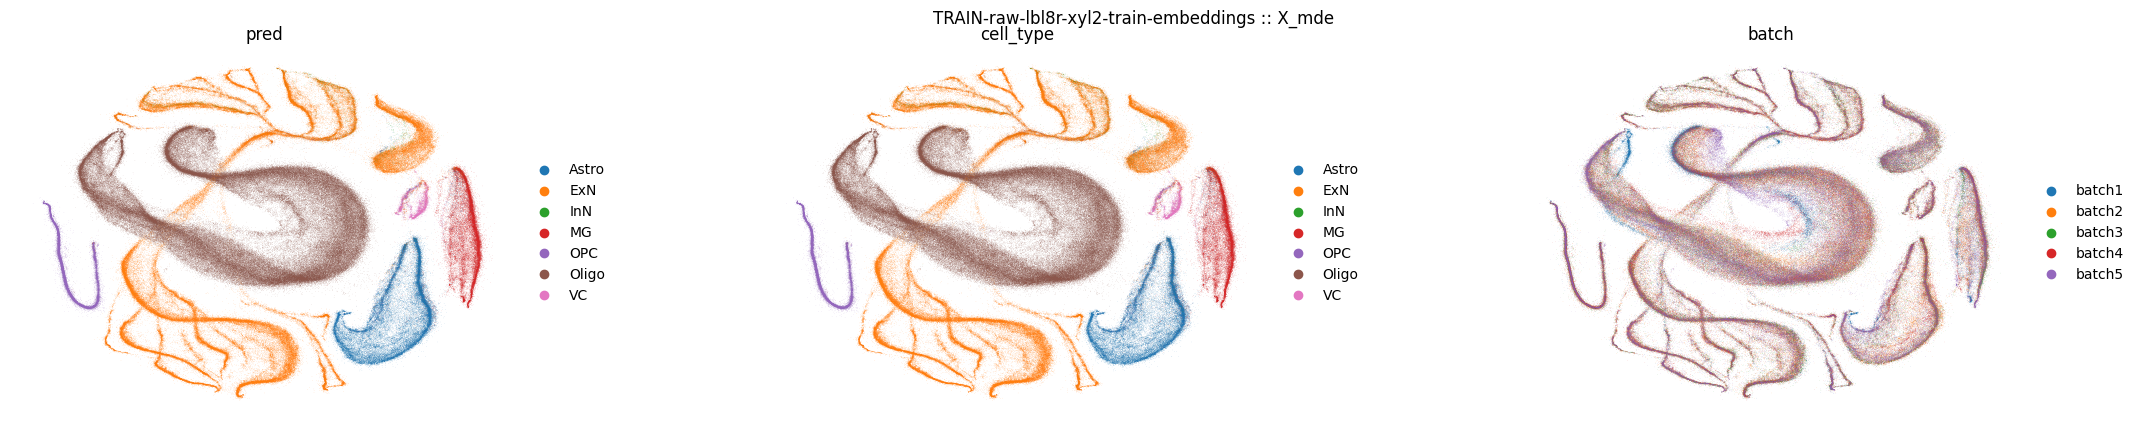 TRAIN-raw-lbl8r-xyl2-train-embeddings :: X_mde
pred
Astro
ExN
InN
MG
OPC
Oligo
VC
cell_type
Astro
ExN
InN
MG
OPC
Oligo
VC
batch
batch1
batch2
batch3
batch4
batch5